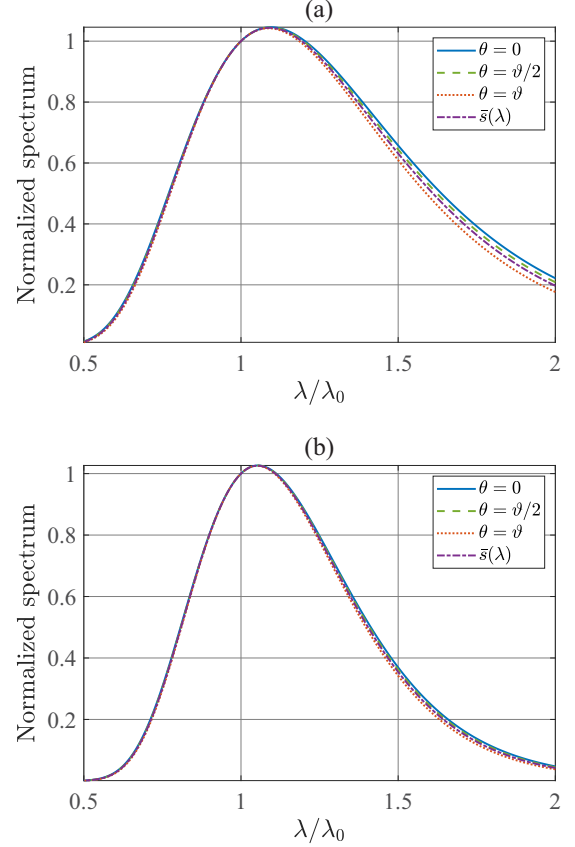 (a)
Normalized spectrum
1
0.8
0.6
0.4
0.2
0.5
1
1.5
2
λ/λ₀
θ = 0
θ = ϑ/2
θ = ϑ
s̄(λ)
(b)
Normalized spectrum
1
0.8
0.6
0.4
0.2
0.5
1
1.5
2
λ/λ₀
θ = 0
θ = ϑ/2
θ = ϑ
s̄(λ)